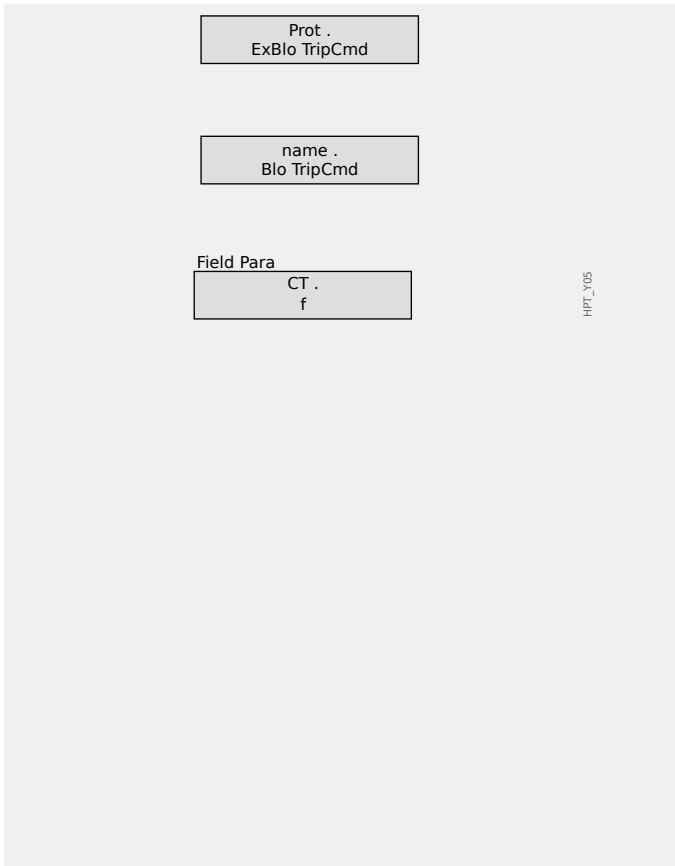 Prot .
ExBlo TripCmd
name .
Blo TripCmd
Field Para
CT .
f
HPT_Y05